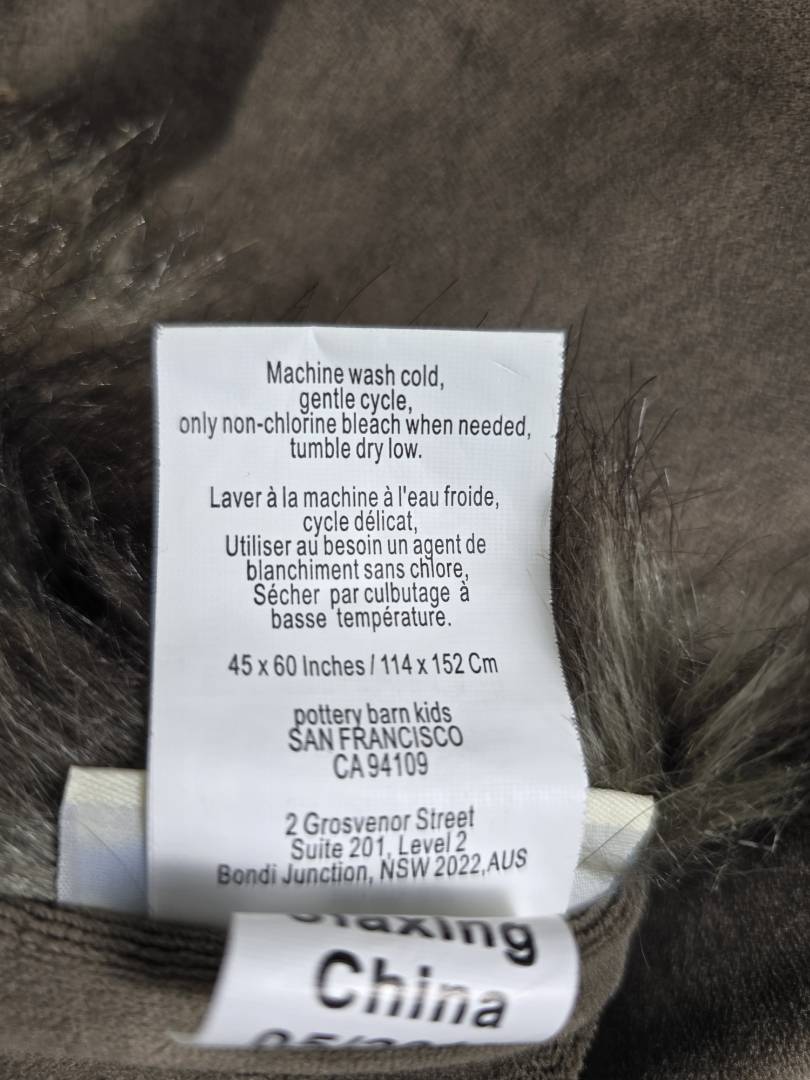 Machine wash cold,
gentle cycle,
only non-chlorine bleach when needed,
tumble dry low.
Laver à la machine à l'eau froide,
cycle délicat,
Utiliser au besoin un agent de
blanchiment sans chlore,
Sécher par culbutage à
basse température.
45 x 60 Inches / 114 x 152 Cm
pottery barn kids
SAN FRANCISCO
CA 94109
2 Grosvenor Street
Suite 201, Level 2
Bondi Junction, NSW 2022,AUS
China